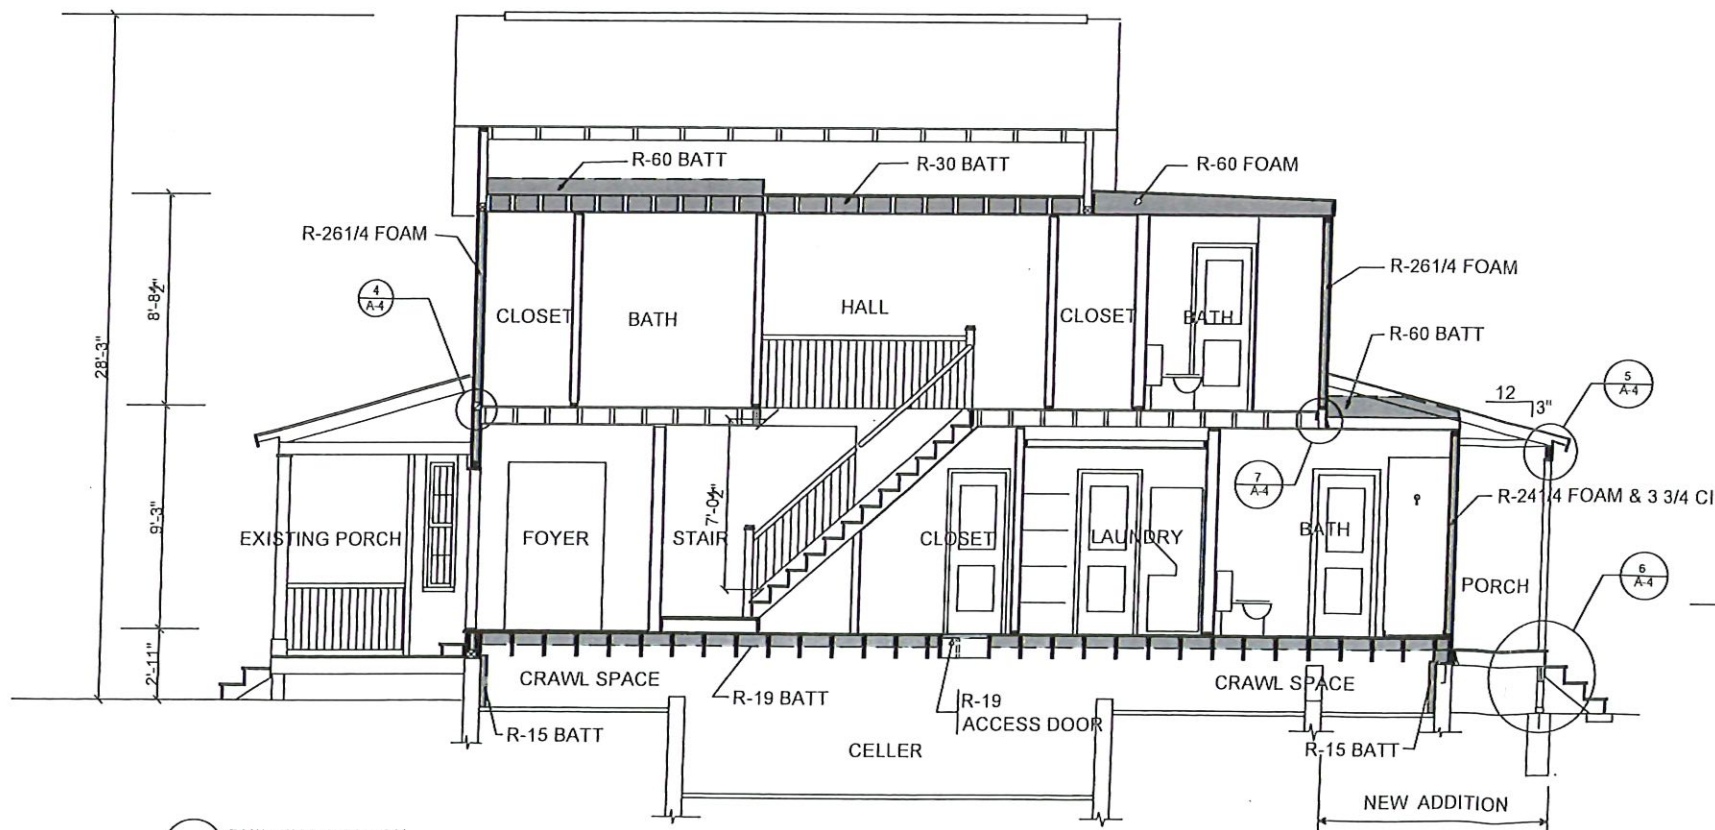 R-60 BATT
R-30 BATT
R-60 FOAM
R-261/4 FOAM
R-261/4 FOAM
4
A-4
8'-8½"
28'-3"
CLOSET
BATH
HALL
CLOSET
BATH
R-60 BATT
12
3"
5
A-4
9'-3"
7'-0½"
7
A-4
R-241/4 FOAM & 3 3/4 CI
EXISTING PORCH
FOYER
STAIR
CLOSET
LAUNDRY
BATH
PORCH
6
A-4
2'-11"
CRAWL SPACE
R-19 BATT
R-19
ACCESS DOOR
CRAWL SPACE
R-15 BATT
CELLER
R-15 BATT
NEW ADDITION